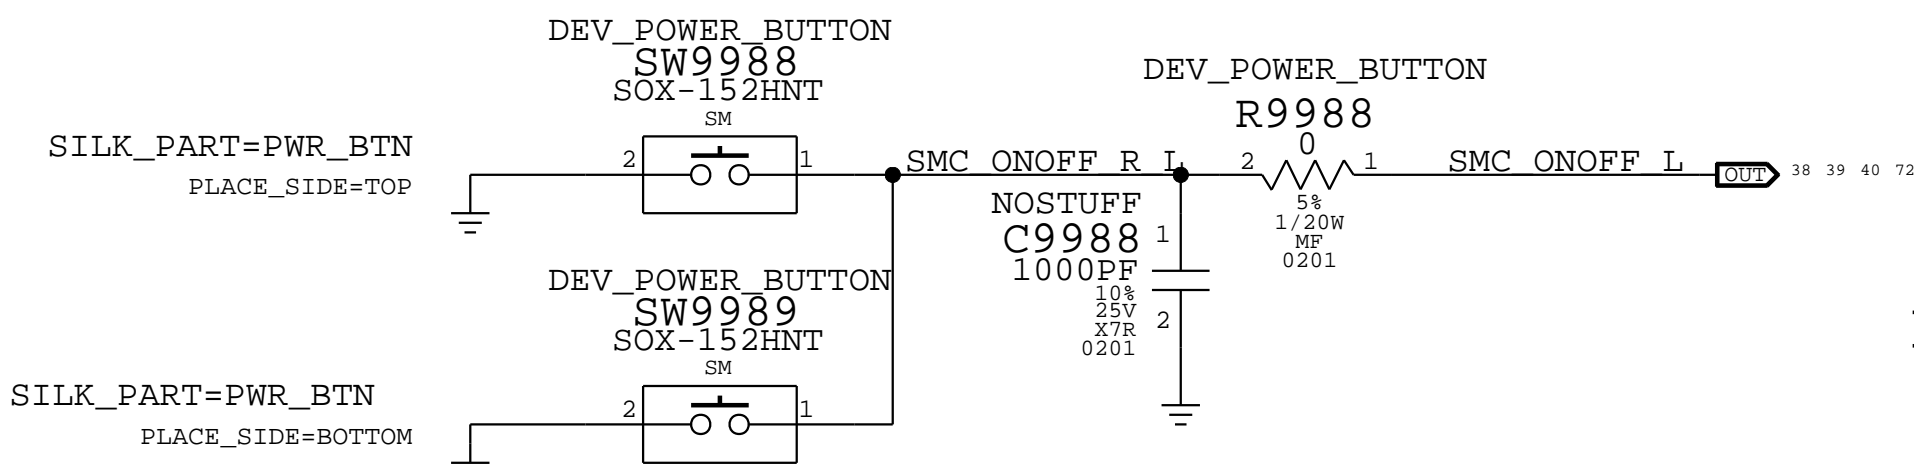 DEV_POWER_BUTTON
SW9988
SOX-152HNT
SM
SILK_PART=PWR_BTN
PLACE_SIDE=TOP
2
1
SMC_ONOFF_R_L
DEV_POWER_BUTTON
R9988
0
2
1
5%
1/20W
MF
0201
SMC_ONOFF_L
OUT
38 39 40 72
NOSTUFF
C9988
1000PF
10%
25V
X7R
0201
1
2
DEV_POWER_BUTTON
SW9989
SOX-152HNT
SM
SILK_PART=PWR_BTN
PLACE_SIDE=BOTTOM
2
1